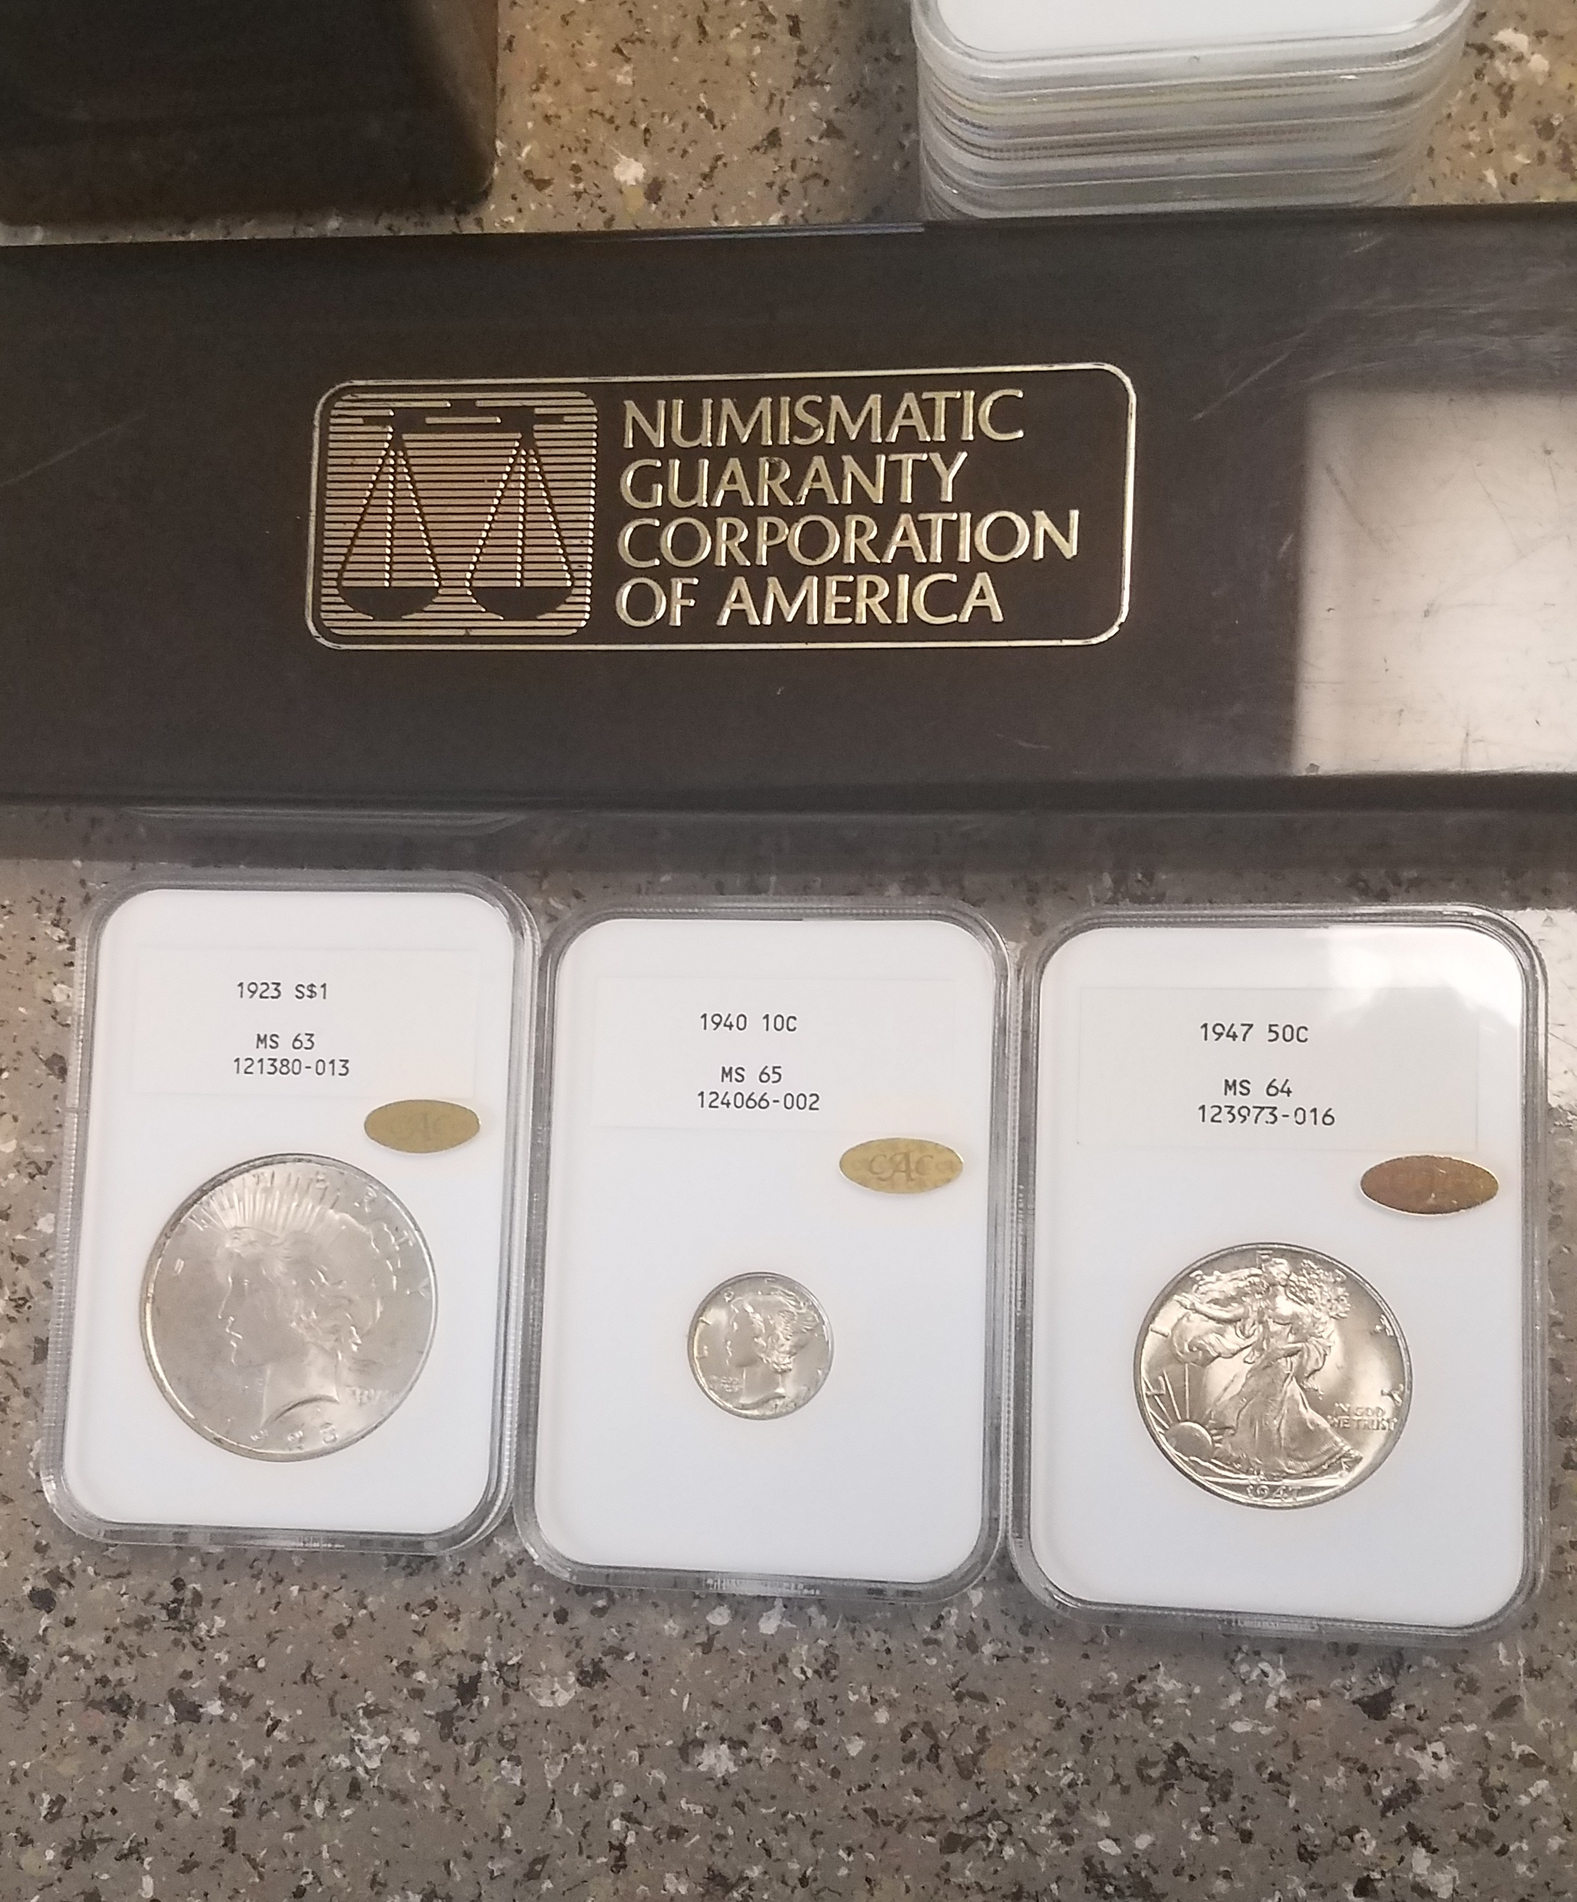 NUMISMATIC
GUARANTY
CORPORATION
OF AMERICA
1923 S$1
MS 63
121380-013
CAC
1940 10C
MS 65
124066-002
CAC
1947 50C
MS 64
123973-016
IN GOD
WE TRUST
1947